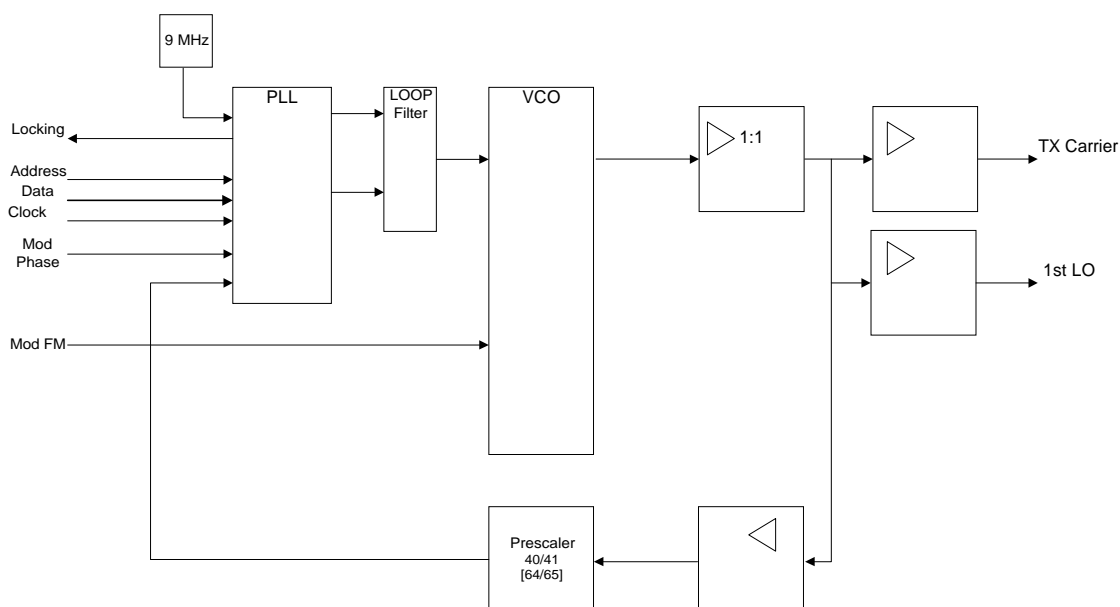 9 MHz
PLL
LOOP
Filter
VCO
1:1
TX Carrier
Locking
Address
Data
Clock
Mod
Phase
1st LO
Mod FM
Prescaler
40/41
[64/65]